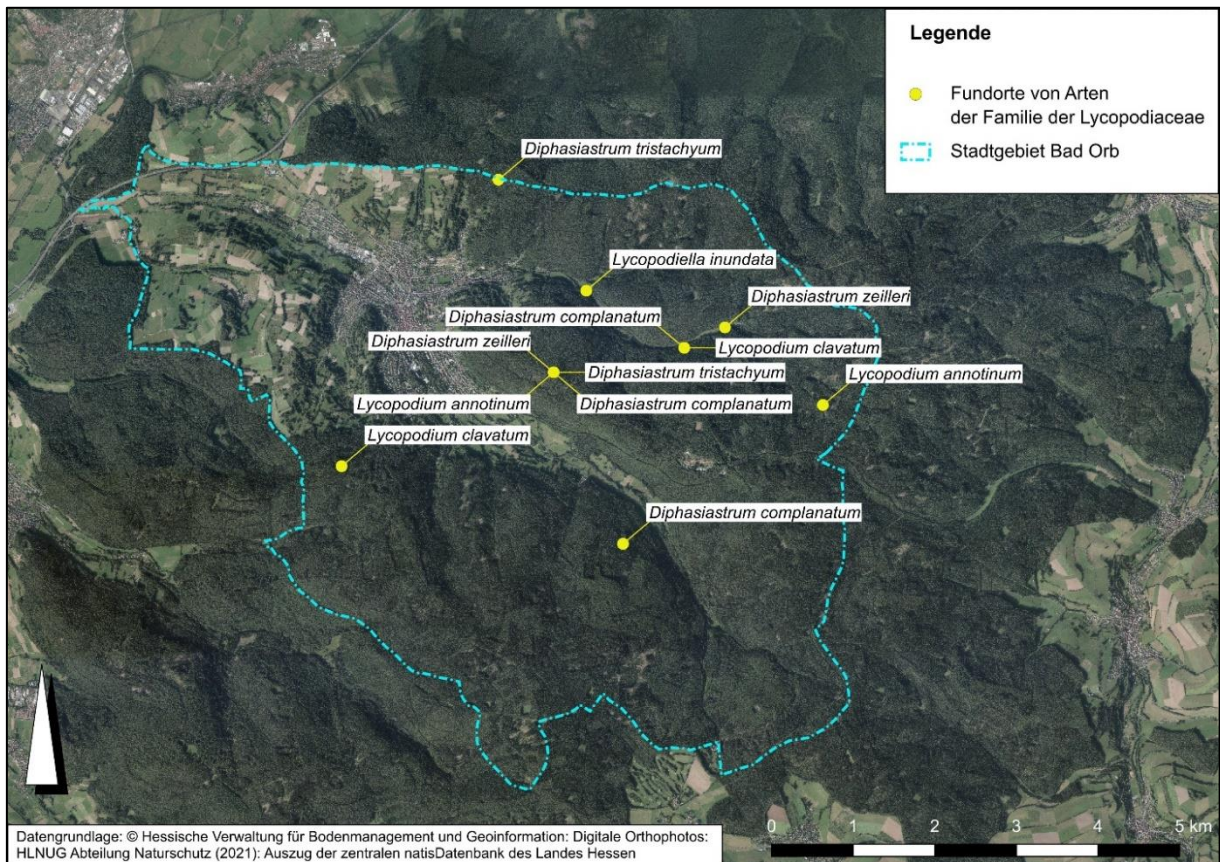 Legende
Fundorte von Arten
der Familie der Lycopodiaceae
Stadtgebiet Bad Orb
Diphasiastrum tristachyum
Lycopodiella inundata
Diphasiastrum zeilleri
Diphasiastrum complanatum
Diphasiastrum zeilleri
Lycopodium clavatum
Diphasiastrum tristachyum
Lycopodium annotinum
Lycopodium annotinum
Diphasiastrum complanatum
Lycopodium clavatum
Diphasiastrum complanatum
0 1 2 3 4 5 km
Datengrundlage: © Hessische Verwaltung für Bodenmanagement und Geoinformation: Digitale Orthophotos:
HLNUG Abteilung Naturschutz (2021): Auszug der zentralen natisDatenbank des Landes Hessen